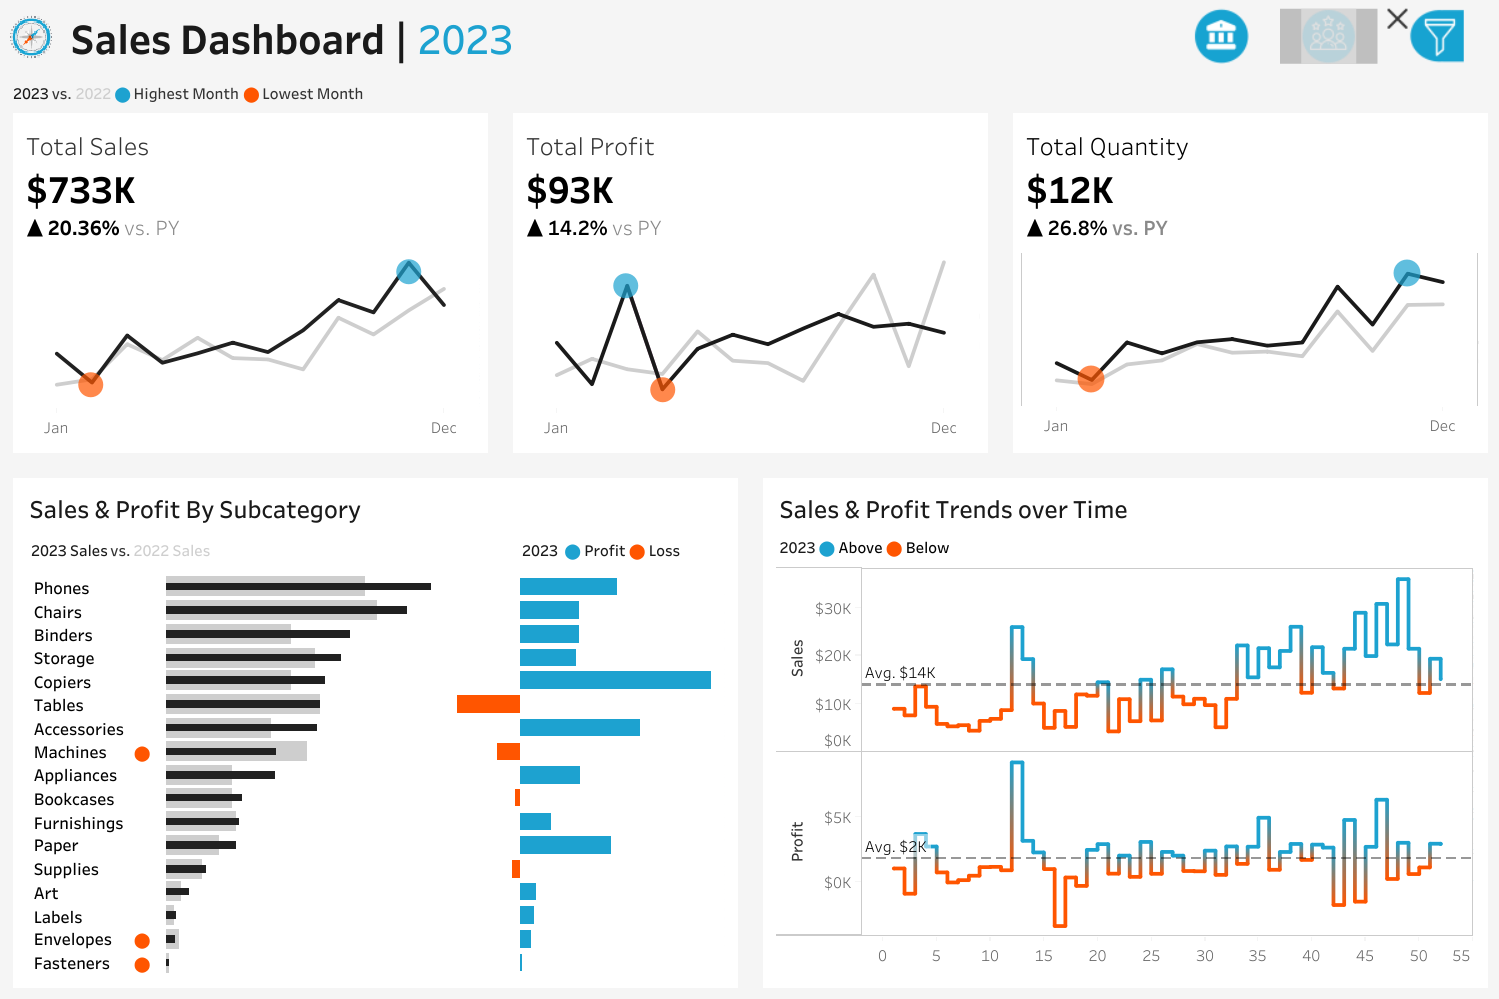 Sales Dashboard | 2023
2023 vs. 2022 Highest Month Lowest Month
Total Sales
$733K
▲ 20.36% vs. PY
Jan Dec
Total Profit
$93K
▲ 14.2% vs PY
Jan Dec
Total Quantity
$12K
▲ 26.8% vs. PY
Jan Dec
Sales & Profit By Subcategory
2023 Sales vs. 2022 Sales
2023 Profit Loss
Phones
Chairs
Binders
Storage
Copiers
Tables
Accessories
Machines
Appliances
Bookcases
Furnishings
Paper
Supplies
Art
Labels
Envelopes
Fasteners
Sales & Profit Trends over Time
2023 Above Below
Sales
$30K
$20K
$10K
$0K
Avg. $14K
Profit
$5K
$0K
Avg. $2K
0 5 10 15 20 25 30 35 40 45 50 55